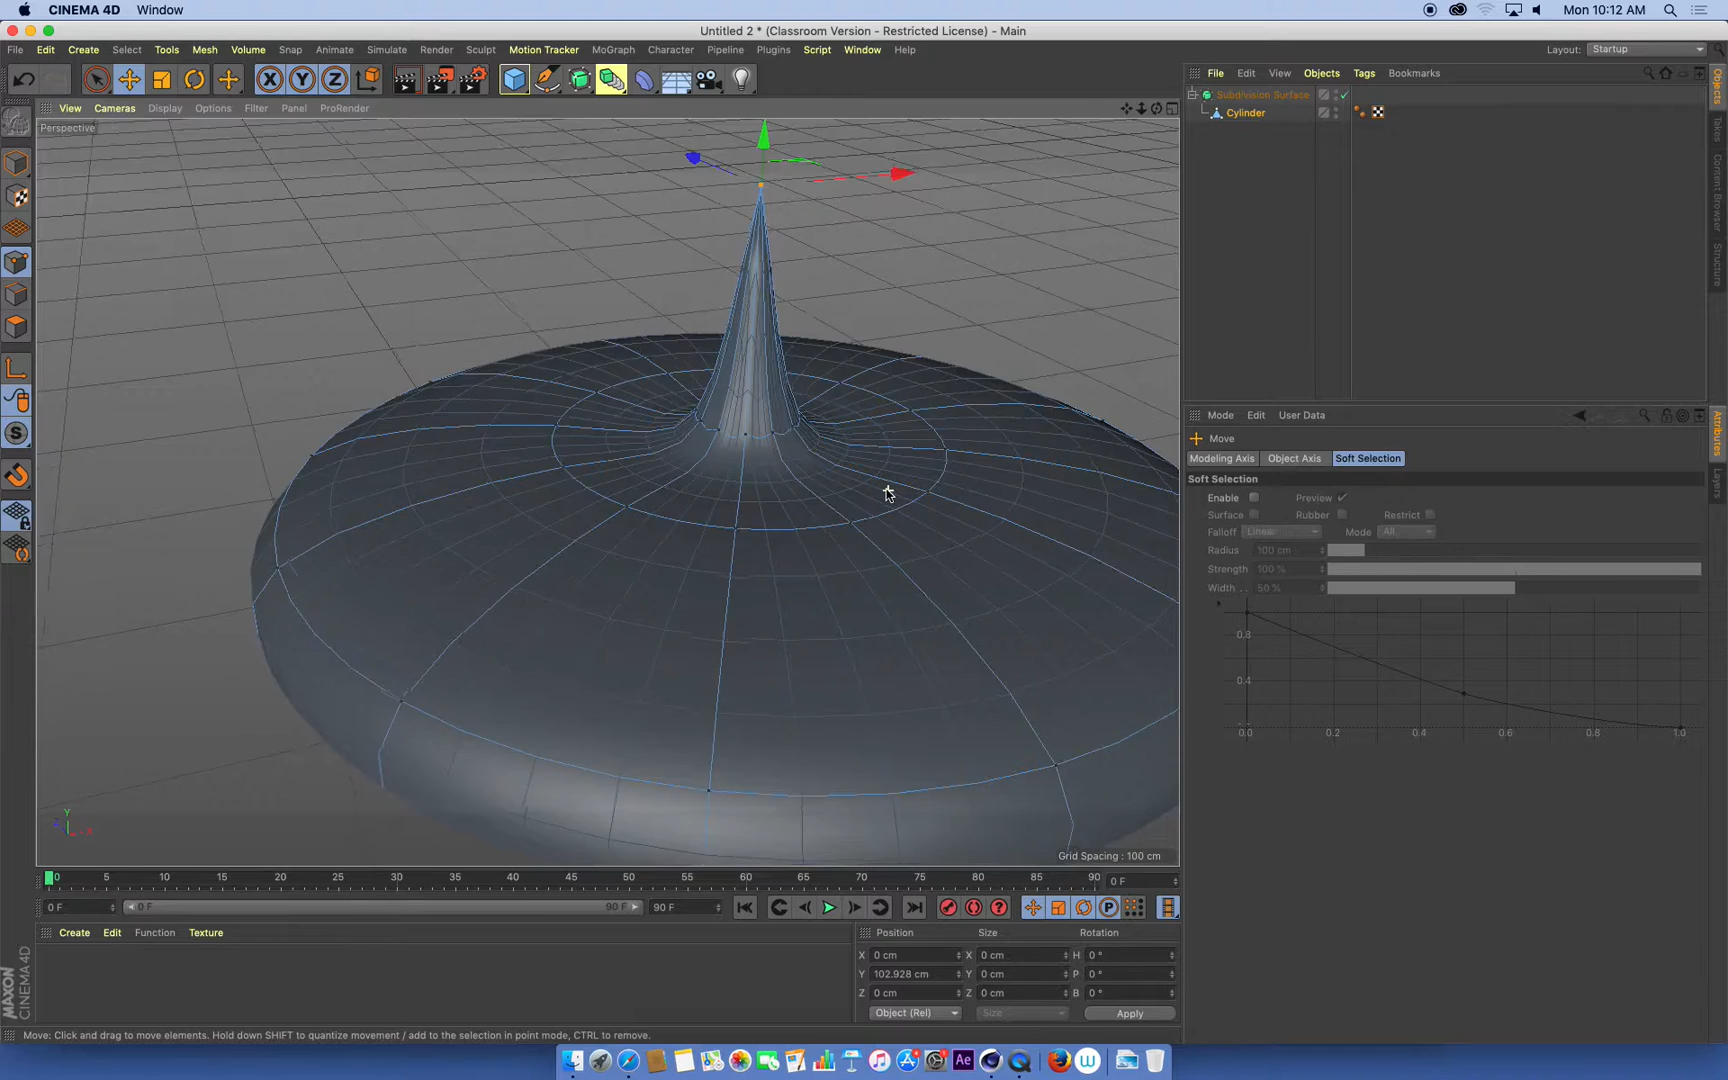 CINEMA 4D Window Mon 10:12 AM
Untitled 2 * (Classroom Version - Restricted License) - Main
File Edit Create Select Tools Mesh Volume Snap Animate Simulate Render Sculpt Motion Tracker MoGraph Character Pipeline Plugins Script Window Help Layout: Startup
File Edit View Objects Tags Bookmarks
View Cameras Display Options Filter Panel ProRender
Perspective
Subdivision Surface
Cylinder
Objects
Takes
Content Browser
Structure
Mode Edit User Data
Move
Modeling Axis Object Axis Soft Selection
Soft Selection
Enable Preview
Surface Rubber Restrict
Falloff Linear Mode All
Radius 100 cm
Strength 100 %
Width . . 50 %
0.8
0.4
0.0 0.2 0.4 0.6 0.8 1.0
Attributes
Layers
Y
Z X
Grid Spacing : 100 cm
0 5 10 15 20 25 30 35 40 45 50 55 60 65 70 75 80 85 90 0 F
0 F 0 F 90 F 90 F P
Create Edit Function Texture
Position Size Rotation
X 0 cm X 0 cm H 0 °
Y 102.928 cm Y 0 cm P 0 °
Z 0 cm Z 0 cm B 0 °
Object (Rel) Size Apply
MAXON
CINEMA 4D
Move: Click and drag to move elements. Hold down SHIFT to quantize movement / add to the selection in point mode, CTRL to remove.
Ae